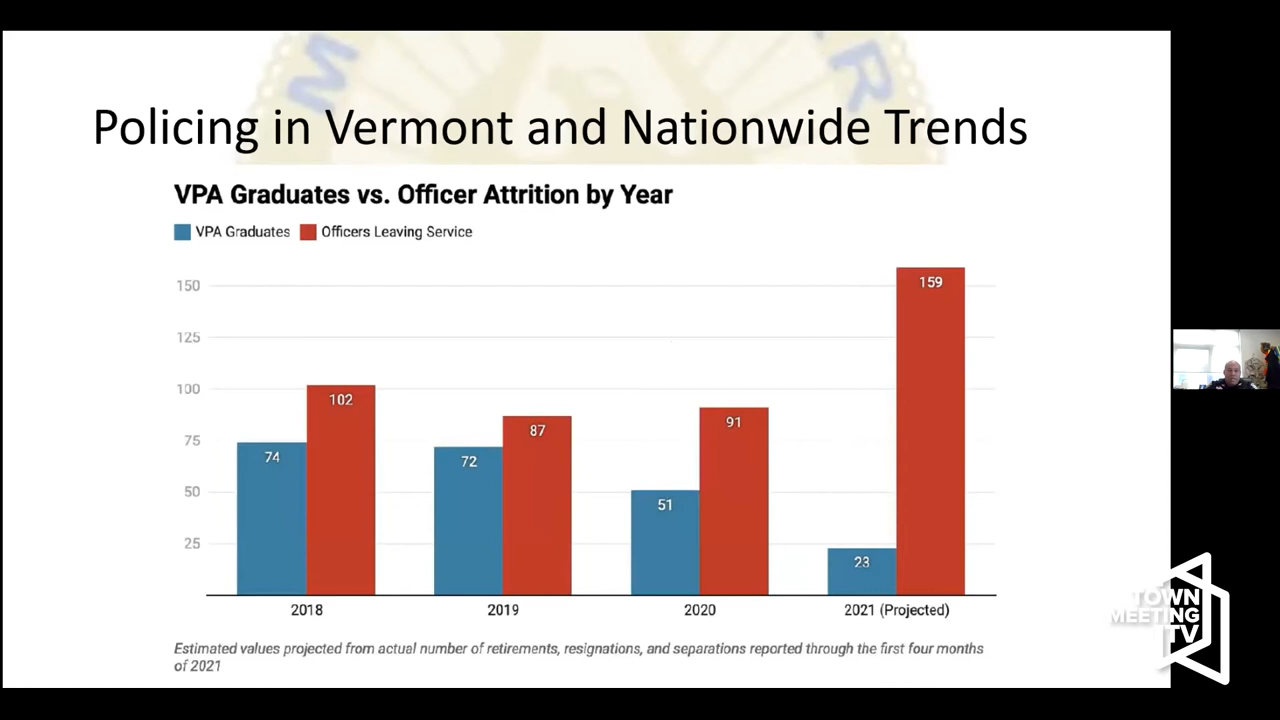 Policing in Vermont and Nationwide Trends
VPA Graduates vs. Officer Attrition by Year
VPA Graduates Officers Leaving Service
150
125
100
75
50
25
74
102
72
87
51
91
23
159
2018
2019
2020
2021 (Projected)
Estimated values projected from actual number of retirements, resignations, and separations reported through the first four months
of 2021
TOWN
MEETING
TV